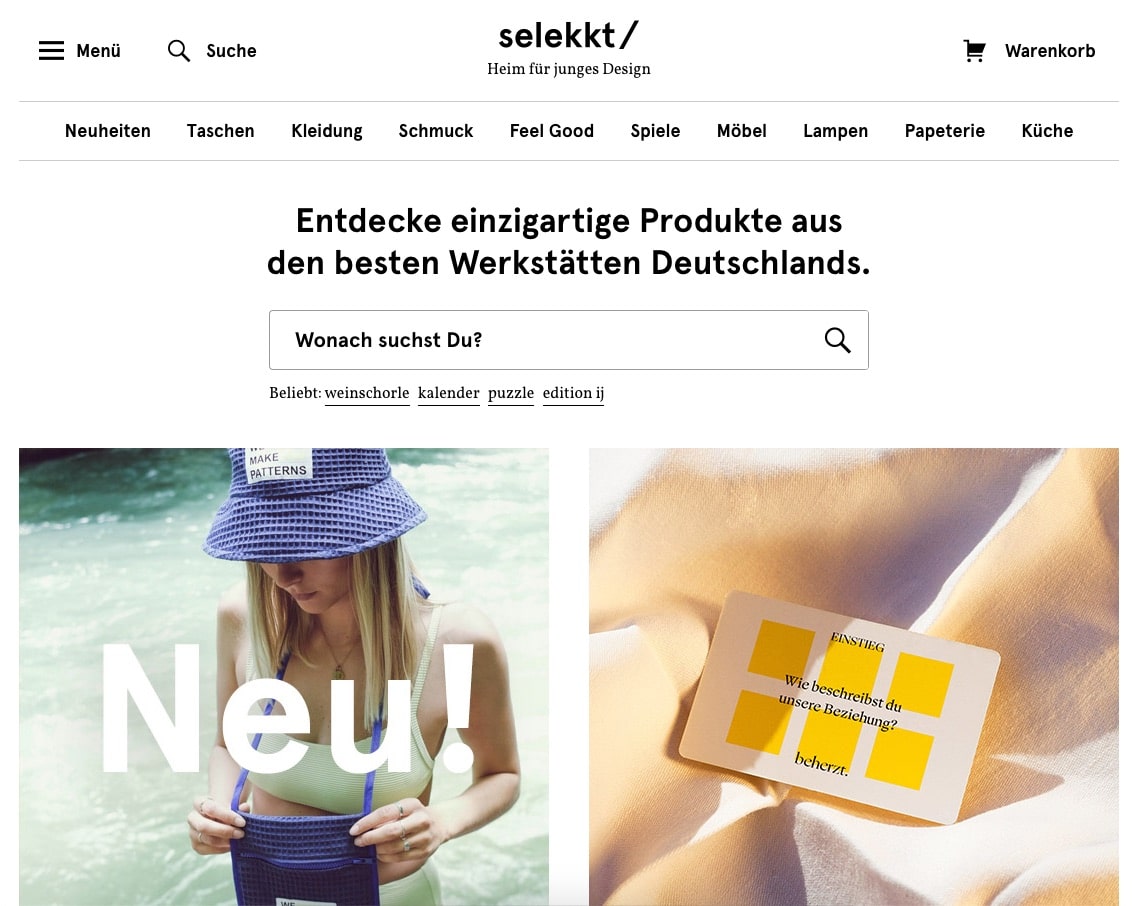 Menü
Suche
selekkt/
Heim für junges Design
Warenkorb
Neuheiten Taschen Kleidung Schmuck Feel Good Spiele Möbel Lampen Papeterie Küche
Entdecke einzigartige Produkte aus
den besten Werkstätten Deutschlands.
Wonach suchst Du?
Beliebt: weinschorle kalender puzzle edition ij
MAKE
PATTERNS
Neu!
EINSTIEG
Wie beschreibst du
unsere Beziehung?
beherzt.